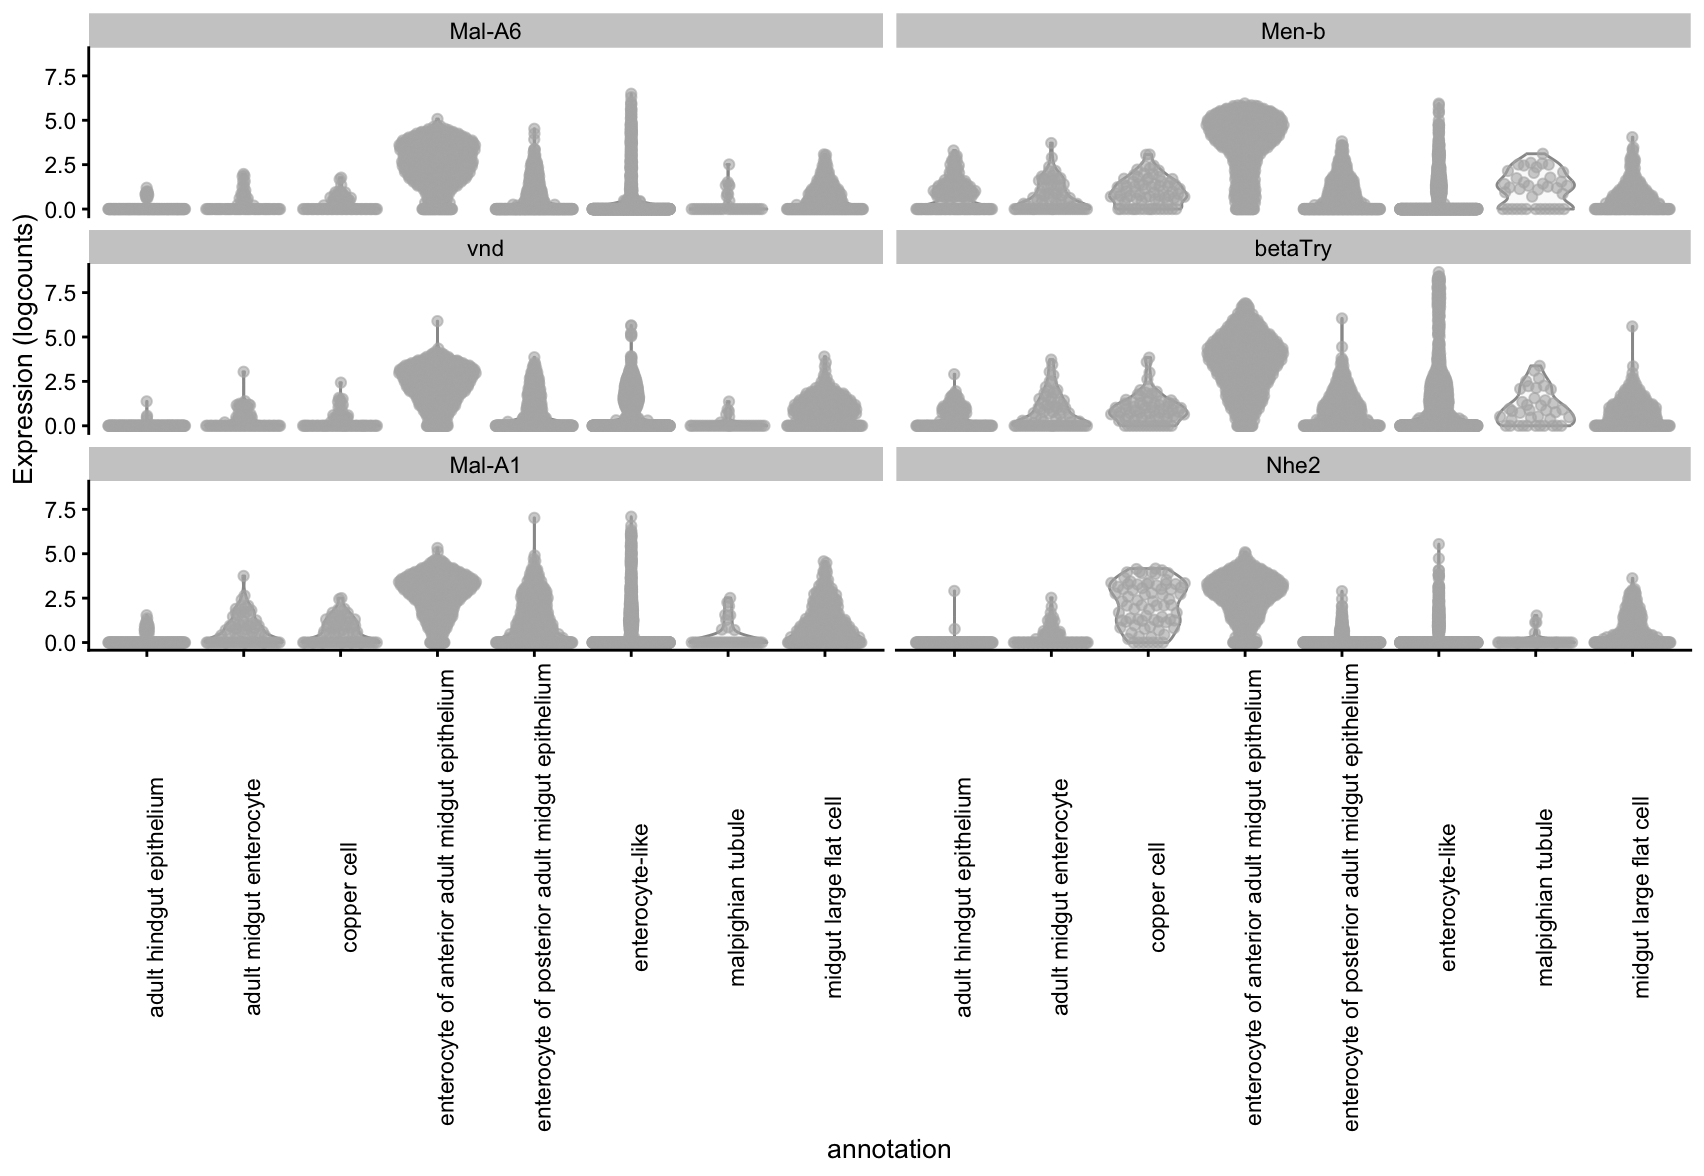 Mal-A6
Men-b
7.5
5.0
2.5
0.0
vnd
betaTry
7.5
5.0
2.5
0.0
Mal-A1
Nhe2
7.5
5.0
2.5
0.0
Expression (logcounts)
adult hindgut epithelium
adult midgut enterocyte
copper cell
enterocyte of anterior adult midgut epithelium
enterocyte of posterior adult midgut epithelium
enterocyte-like
malpighian tubule
midgut large flat cell
adult hindgut epithelium
adult midgut enterocyte
copper cell
enterocyte of anterior adult midgut epithelium
enterocyte of posterior adult midgut epithelium
enterocyte-like
malpighian tubule
midgut large flat cell
annotation